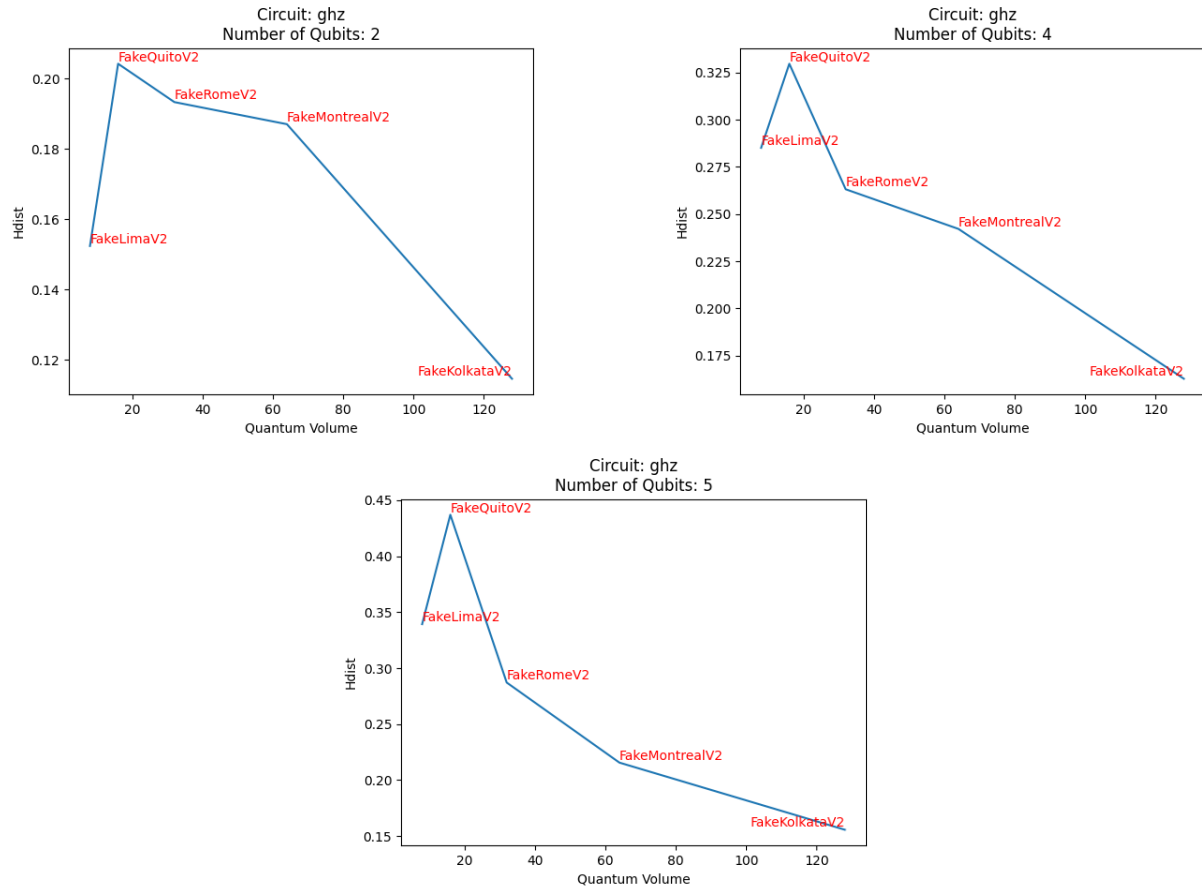 Circuit: ghz
Number of Qubits: 2
0.20
0.18
0.16
0.14
0.12
Hdist
FakeQuitoV2
FakeRomeV2
FakeMontrealV2
FakeLimaV2
FakeKolkataV2
20 40 60 80 100 120
Quantum Volume
Circuit: ghz
Number of Qubits: 4
0.325
0.300
0.275
0.250
0.225
0.200
0.175
Hdist
FakeQuitoV2
FakeLimaV2
FakeRomeV2
FakeMontrealV2
FakeKolkataV2
20 40 60 80 100 120
Quantum Volume
Circuit: ghz
Number of Qubits: 5
0.45
0.40
0.35
0.30
0.25
0.20
0.15
Hdist
FakeQuitoV2
FakeLimaV2
FakeRomeV2
FakeMontrealV2
FakeKolkataV2
20 40 60 80 100 120
Quantum Volume